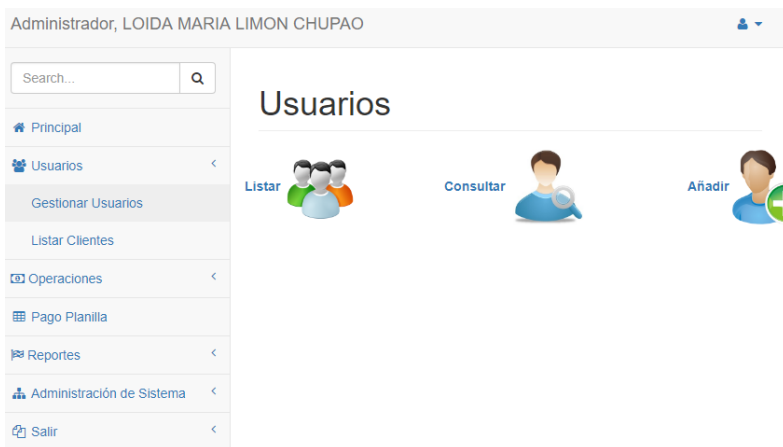 Administrador, LOIDA MARIA LIMON CHUPAO
Search...
Principal
Usuarios
Gestionar Usuarios
Listar Clientes
Operaciones
Pago Planilla
Reportes
Administración de Sistema
Salir
Usuarios
Listar
Consultar
Añadir